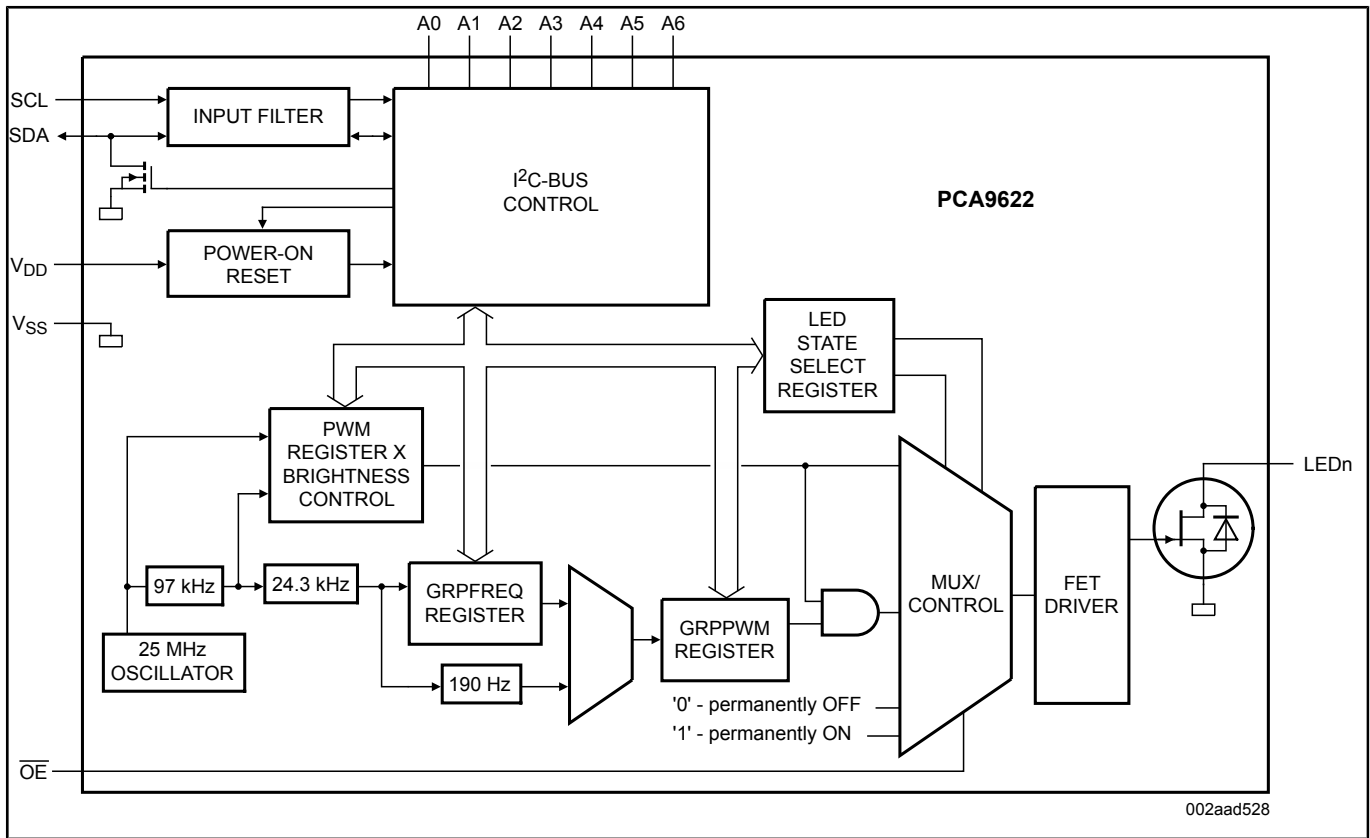 A0 A1 A2 A3 A4 A5 A6
SCL
INPUT FILTER
SDA
I²C-BUS
CONTROL
PCA9622
POWER-ON
RESET
VDD
VSS
LED
STATE
SELECT
REGISTER
PWM
REGISTER X
BRIGHTNESS
CONTROL
LEDn
97 kHz
24.3 kHz
GRPFREQ
REGISTER
MUX/
CONTROL
FET
DRIVER
GRPPWM
REGISTER
25 MHz
OSCILLATOR
190 Hz
'0' - permanently OFF
'1' - permanently ON
O̅E̅
002aad528